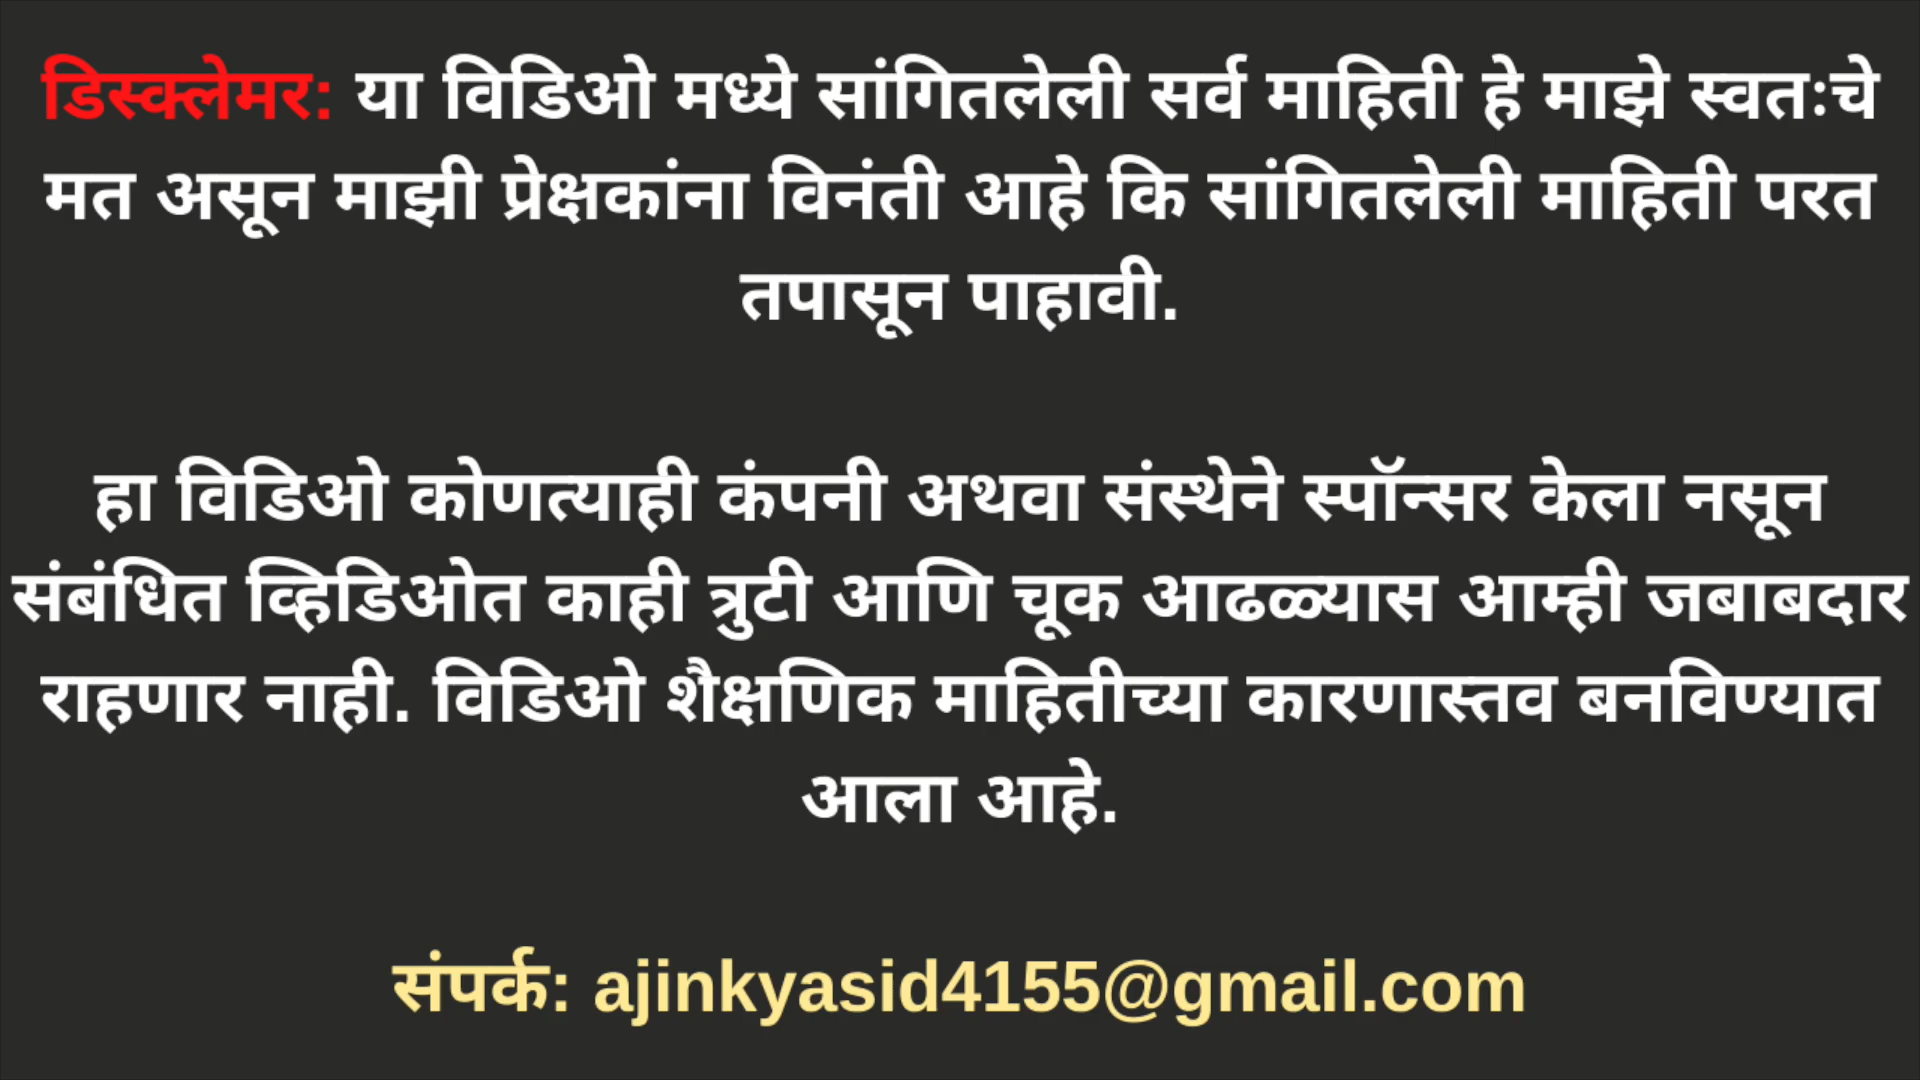 डिस्क्लेमर: या विडिओ मध्ये सांगितलेली सर्व माहिती हे माझे स्वतःचे
मत असून माझी प्रेक्षकांना विनंती आहे कि सांगितलेली माहिती परत
तपासून पाहावी.
हा विडिओ कोणत्याही कंपनी अथवा संस्थेने स्पॉन्सर केला नसून
संबंधित व्हिडिओत काही त्रुटी आणि चूक आढळ्यास आम्ही जबाबदार
राहणार नाही. विडिओ शैक्षणिक माहितीच्या कारणास्तव बनविण्यात
आला आहे.
संपर्क: ajinkyasid4155@gmail.com